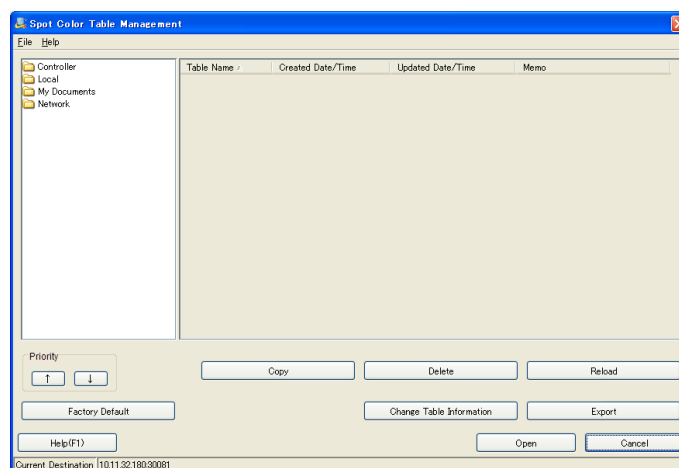 Spot Color Table Management
File Help
Controller
Local
My Documents
Network
Table Name Created Date/Time Updated Date/Time Memo
Priority
↑ ↓
Copy Delete Reload
Factory Default Change Table Information Export
Help(F1) Open Cancel
Current Destination 10.11.32.180:30081